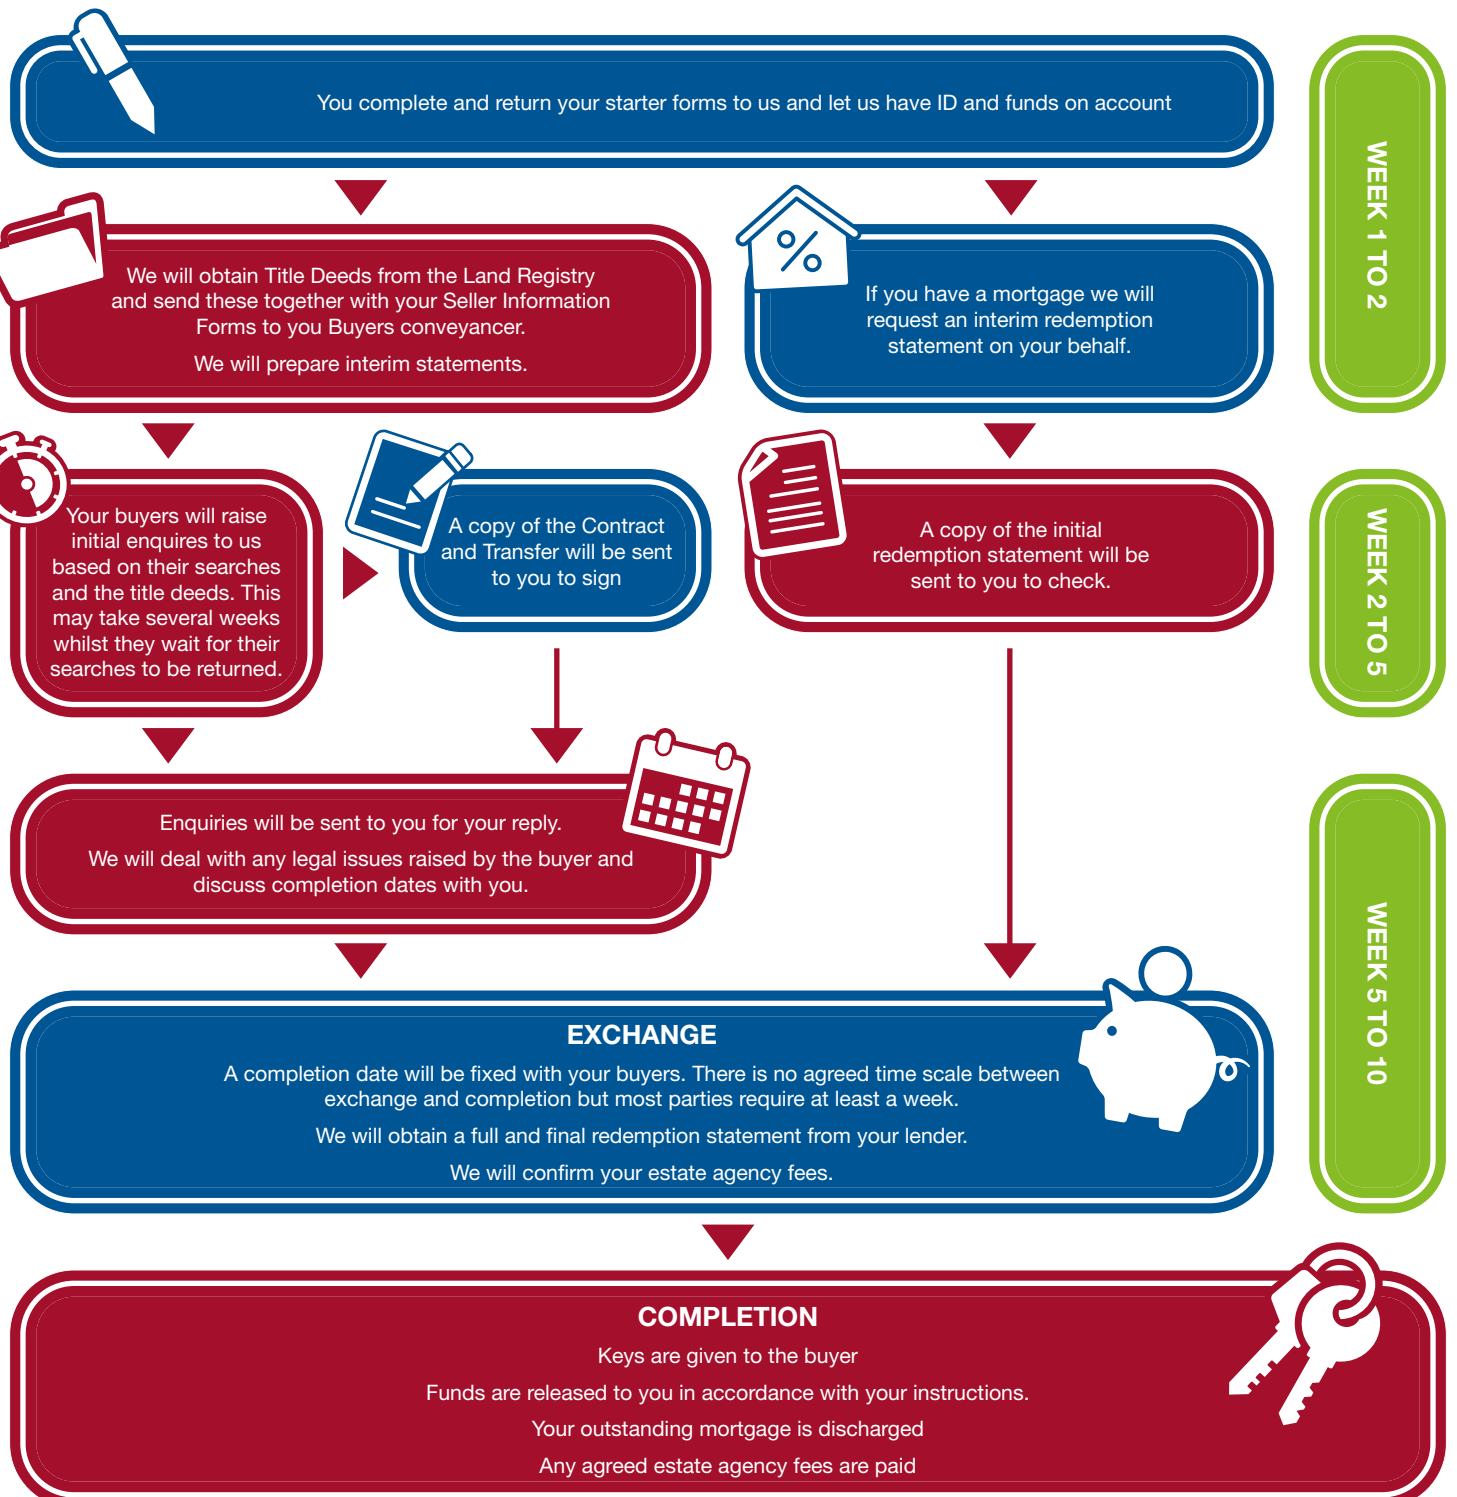 You complete and return your starter forms to us and let us have ID and funds on account
WEEK 1 TO 2
We will obtain Title Deeds from the Land Registry
and send these together with your Seller Information
Forms to you Buyers conveyancer.
We will prepare interim statements.
If you have a mortgage we will
request an interim redemption
statement on your behalf.
Your buyers will raise
initial enquires to us
based on their searches
and the title deeds. This
may take several weeks
whilst they wait for their
searches to be returned.
A copy of the Contract
and Transfer will be sent
to you to sign
A copy of the initial
redemption statement will be
sent to you to check.
WEEK 2 TO 5
Enquiries will be sent to you for your reply.
We will deal with any legal issues raised by the buyer and
discuss completion dates with you.
WEEK 5 TO 10
EXCHANGE
A completion date will be fixed with your buyers. There is no agreed time scale between
exchange and completion but most parties require at least a week.
We will obtain a full and final redemption statement from your lender.
We will confirm your estate agency fees.
COMPLETION
Keys are given to the buyer
Funds are released to you in accordance with your instructions.
Your outstanding mortgage is discharged
Any agreed estate agency fees are paid